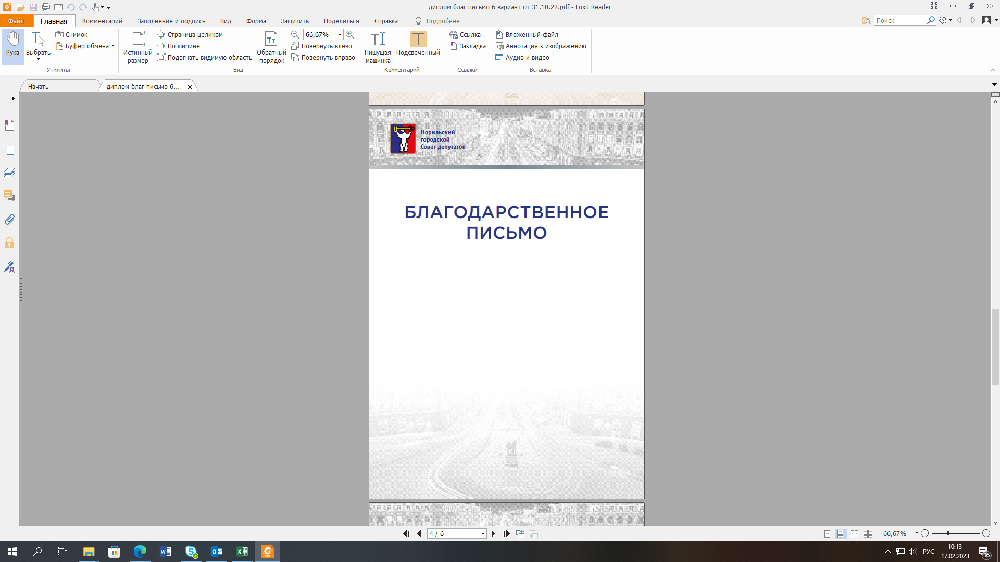 диплом благ письмо 6 вариант от 31.10.22.pdf - Foxit Reader
Файл Главная Комментарий Заполнение и подпись Вид Форма Защитить Поделиться Справка Подробнее... Поиск
Рука
Выбрать
Снимок
Буфер обмена
Утилиты
Истинный
размер
Страница целиком
По ширине
Подогнать видимую область
Обратный
порядок
66,67%
Повернуть влево
Повернуть вправо
Вид
Пишущая
машинка
Подсвеченный
Комментарий
Ссылка
Закладка
Ссылки
Вложенный файл
Аннотация к изображению
Аудио и видео
Вставка
Начать
диплом благ письмо 6...
Норильский
городской
Совет депутатов
БЛАГОДАРСТВЕННОЕ
ПИСЬМО
4 / 6
66,67%
РУС
10:13
17.02.2023
16